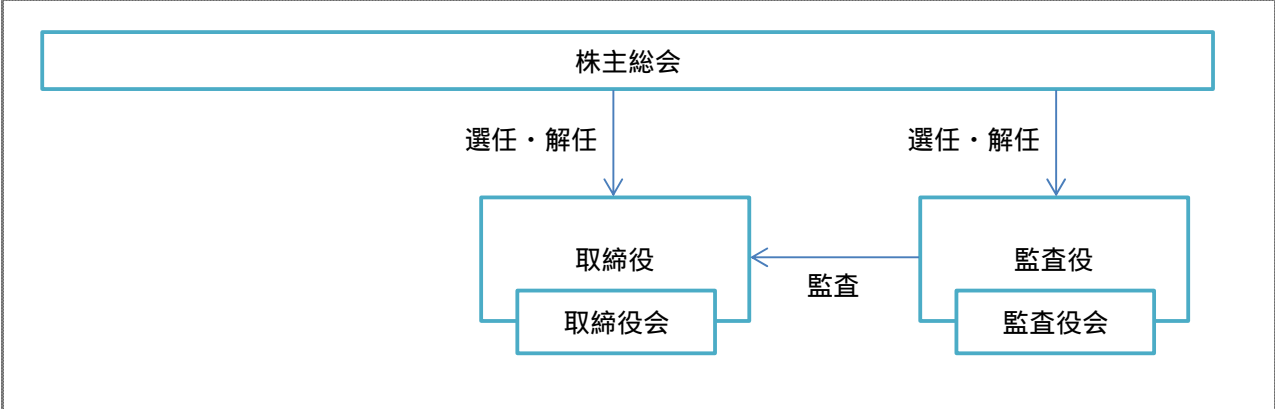 株主総会
選任・解任
選任・解任
取締役
監査役
監査
取締役会
監査役会